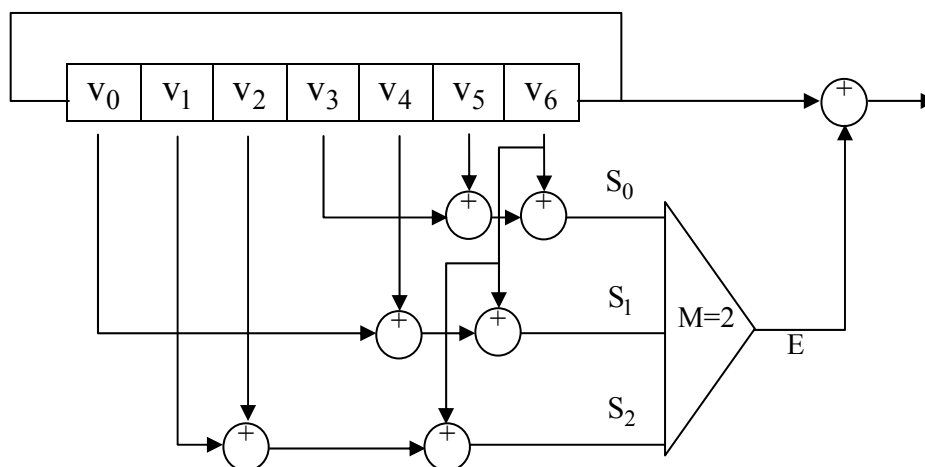 v₀ v₁ v₂ v₃ v₄ v₅ v₆
+
+ +
S₀
+ +
S₁
M=2
E
+ +
S₂